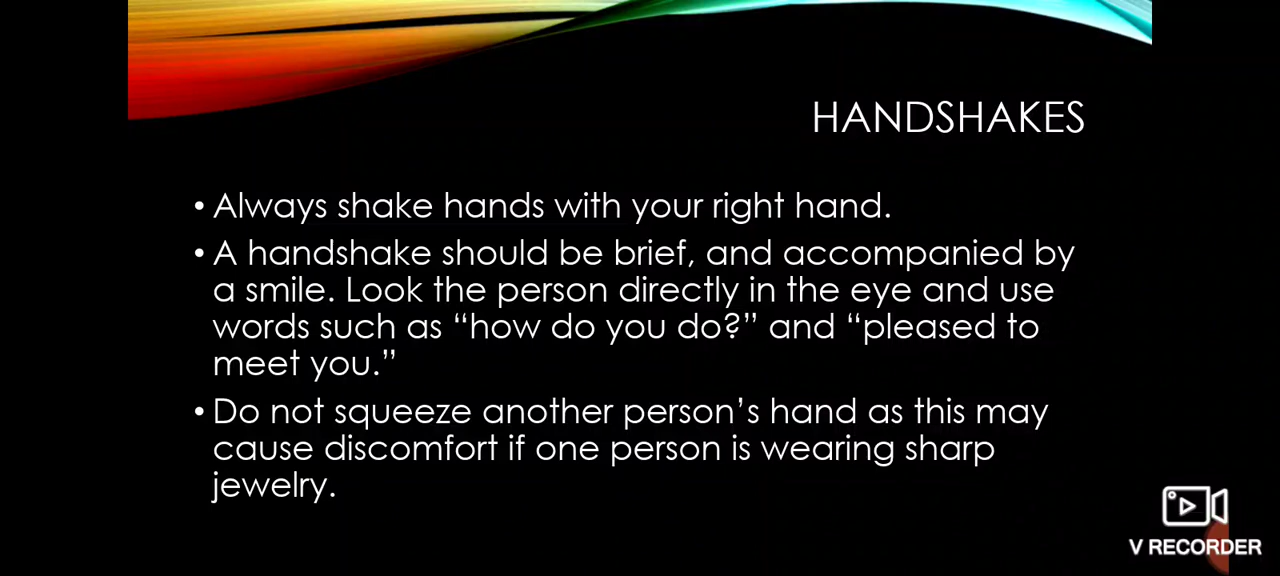 HANDSHAKES
• Always shake hands with your right hand.
• A handshake should be brief, and accompanied by
a smile. Look the person directly in the eye and use
words such as “how do you do?” and “pleased to
meet you.”
• Do not squeeze another person’s hand as this may
cause discomfort if one person is wearing sharp
jewelry.
V RECORDER